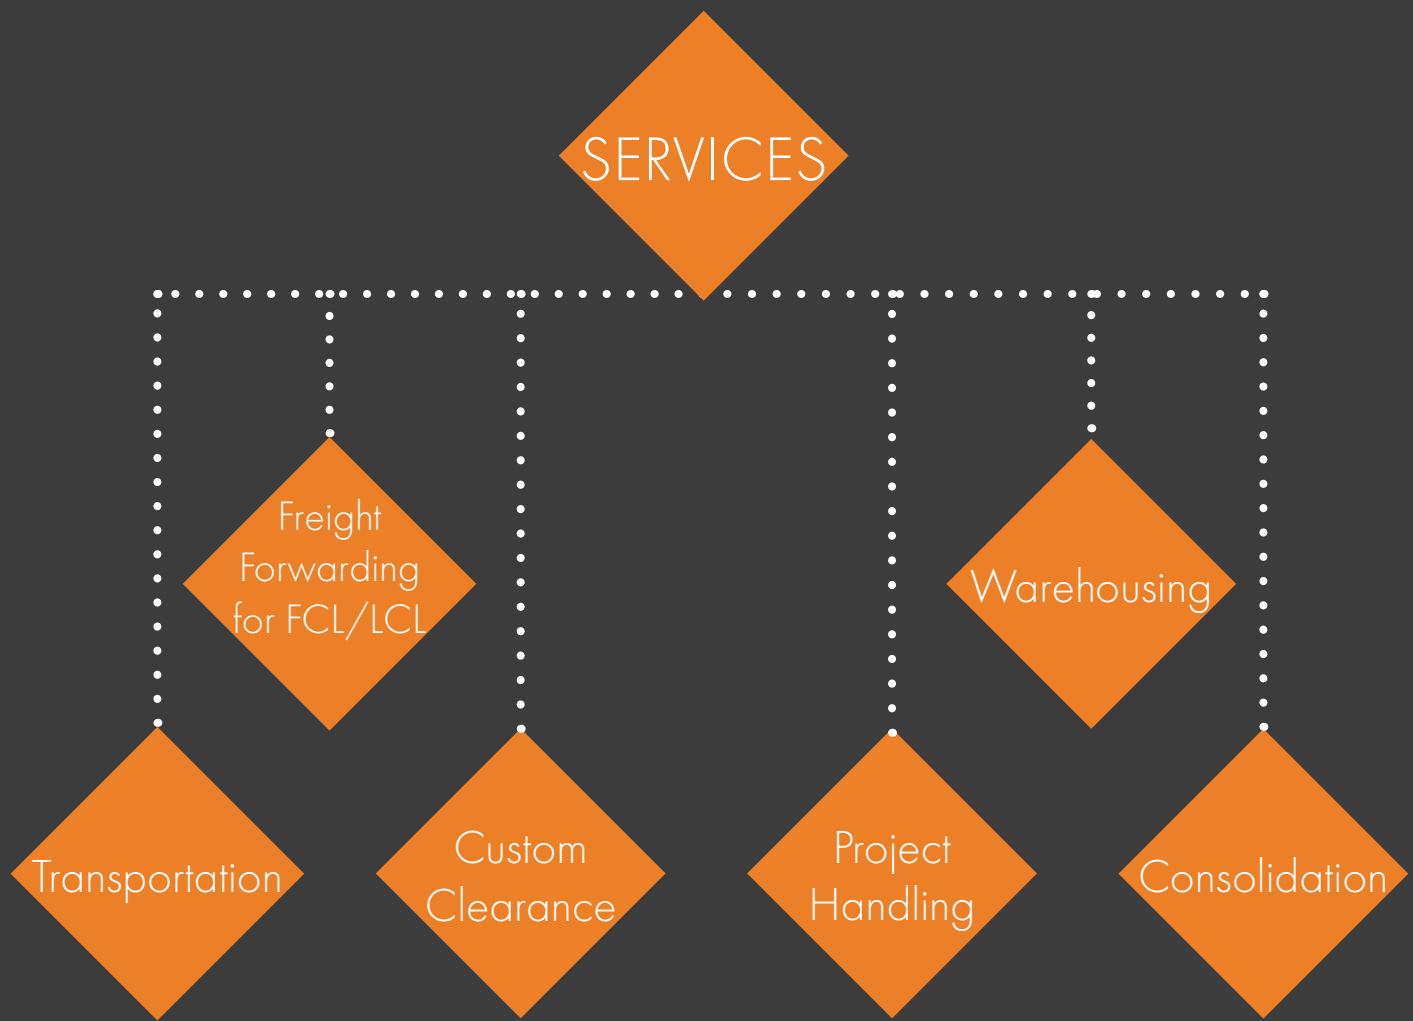 SERVICES
Freight
Forwarding
for FCL/LCL
Warehousing
Transportation
Custom
Clearance
Project
Handling
Consolidation